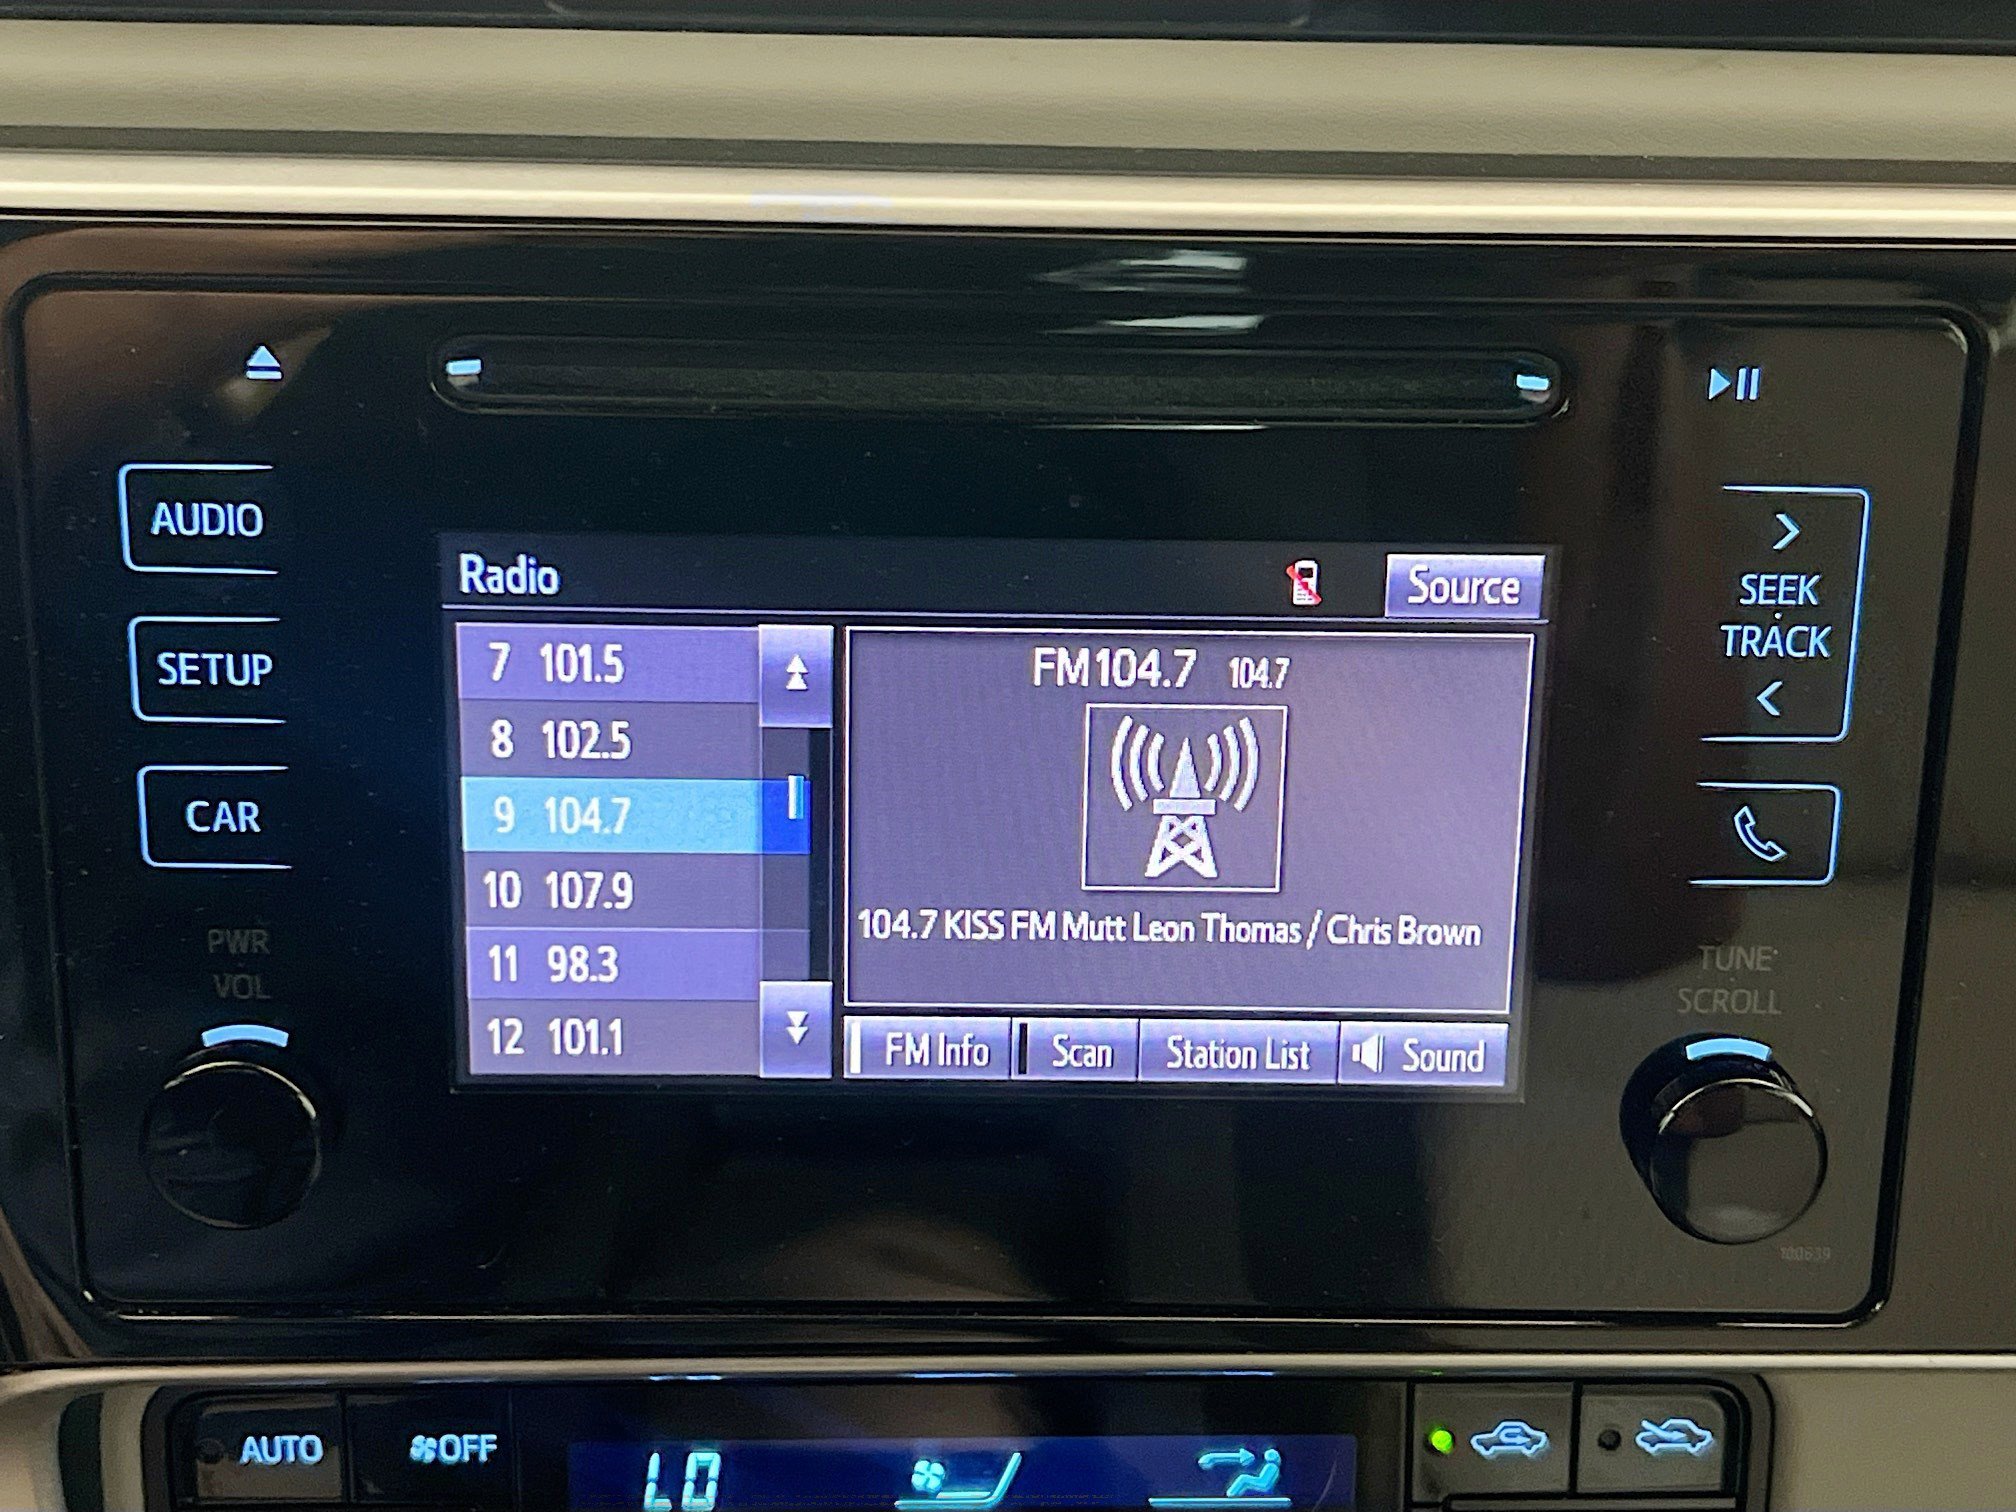 AUDIO
SETUP
CAR
PWR
VOL
Radio
Source
7 101.5
8 102.5
9 104.7
10 107.9
11 98.3
12 101.1
FM104.7 104.7
104.7 KISS FM Mutt Leon Thomas / Chris Brown
FM Info
Scan
Station List
Sound
SEEK
TRACK
TUNE
SCROLL
100639
AUTO
OFF
LO